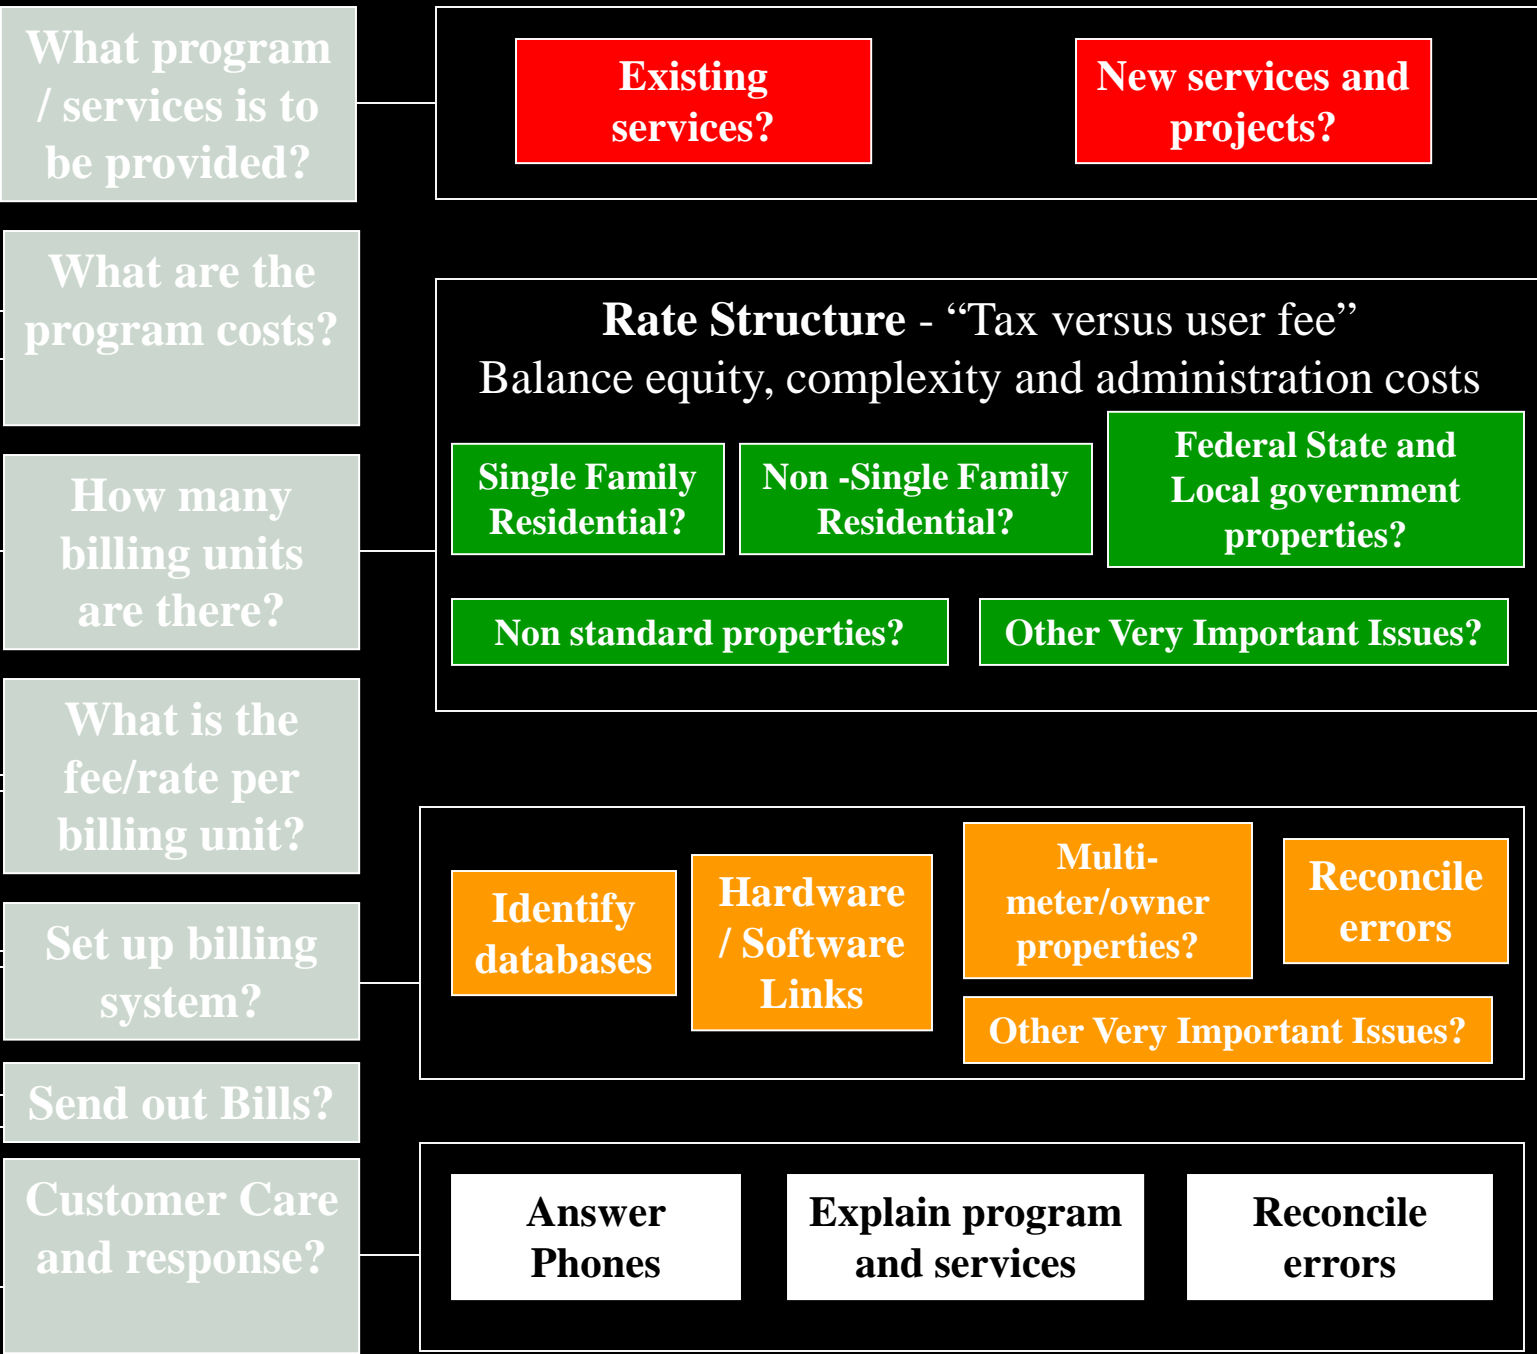 What program
/ services is to
be provided?
Existing
services?
New services and
projects?
What are the
program costs?
Rate Structure - “Tax versus user fee”
Balance equity, complexity and administration costs
Single Family
Residential?
Non -Single Family
Residential?
Federal State and
Local government
properties?
Non standard properties?
Other Very Important Issues?
How many
billing units
are there?
What is the
fee/rate per
billing unit?
Set up billing
system?
Identify
databases
Hardware
/ Software
Links
Multi-
meter/owner
properties?
Reconcile
errors
Other Very Important Issues?
Send out Bills?
Customer Care
and response?
Answer
Phones
Explain program
and services
Reconcile
errors